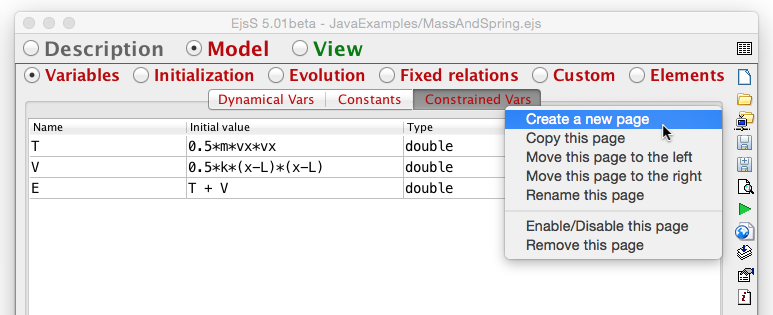 EjsS 5.01beta - JavaExamples/MassAndSpring.ejs
Description Model View
Variables Initialization Evolution Fixed relations Custom Elements
Dynamical Vars Constants Constrained Vars
Name Initial value Type
Create a new page
Copy this page
T 0.5*m*vx*vx double
Move this page to the left
V 0.5*k*(x-L)*(x-L) double
Move this page to the right
E T + V double
Rename this page
Enable/Disable this page
Remove this page